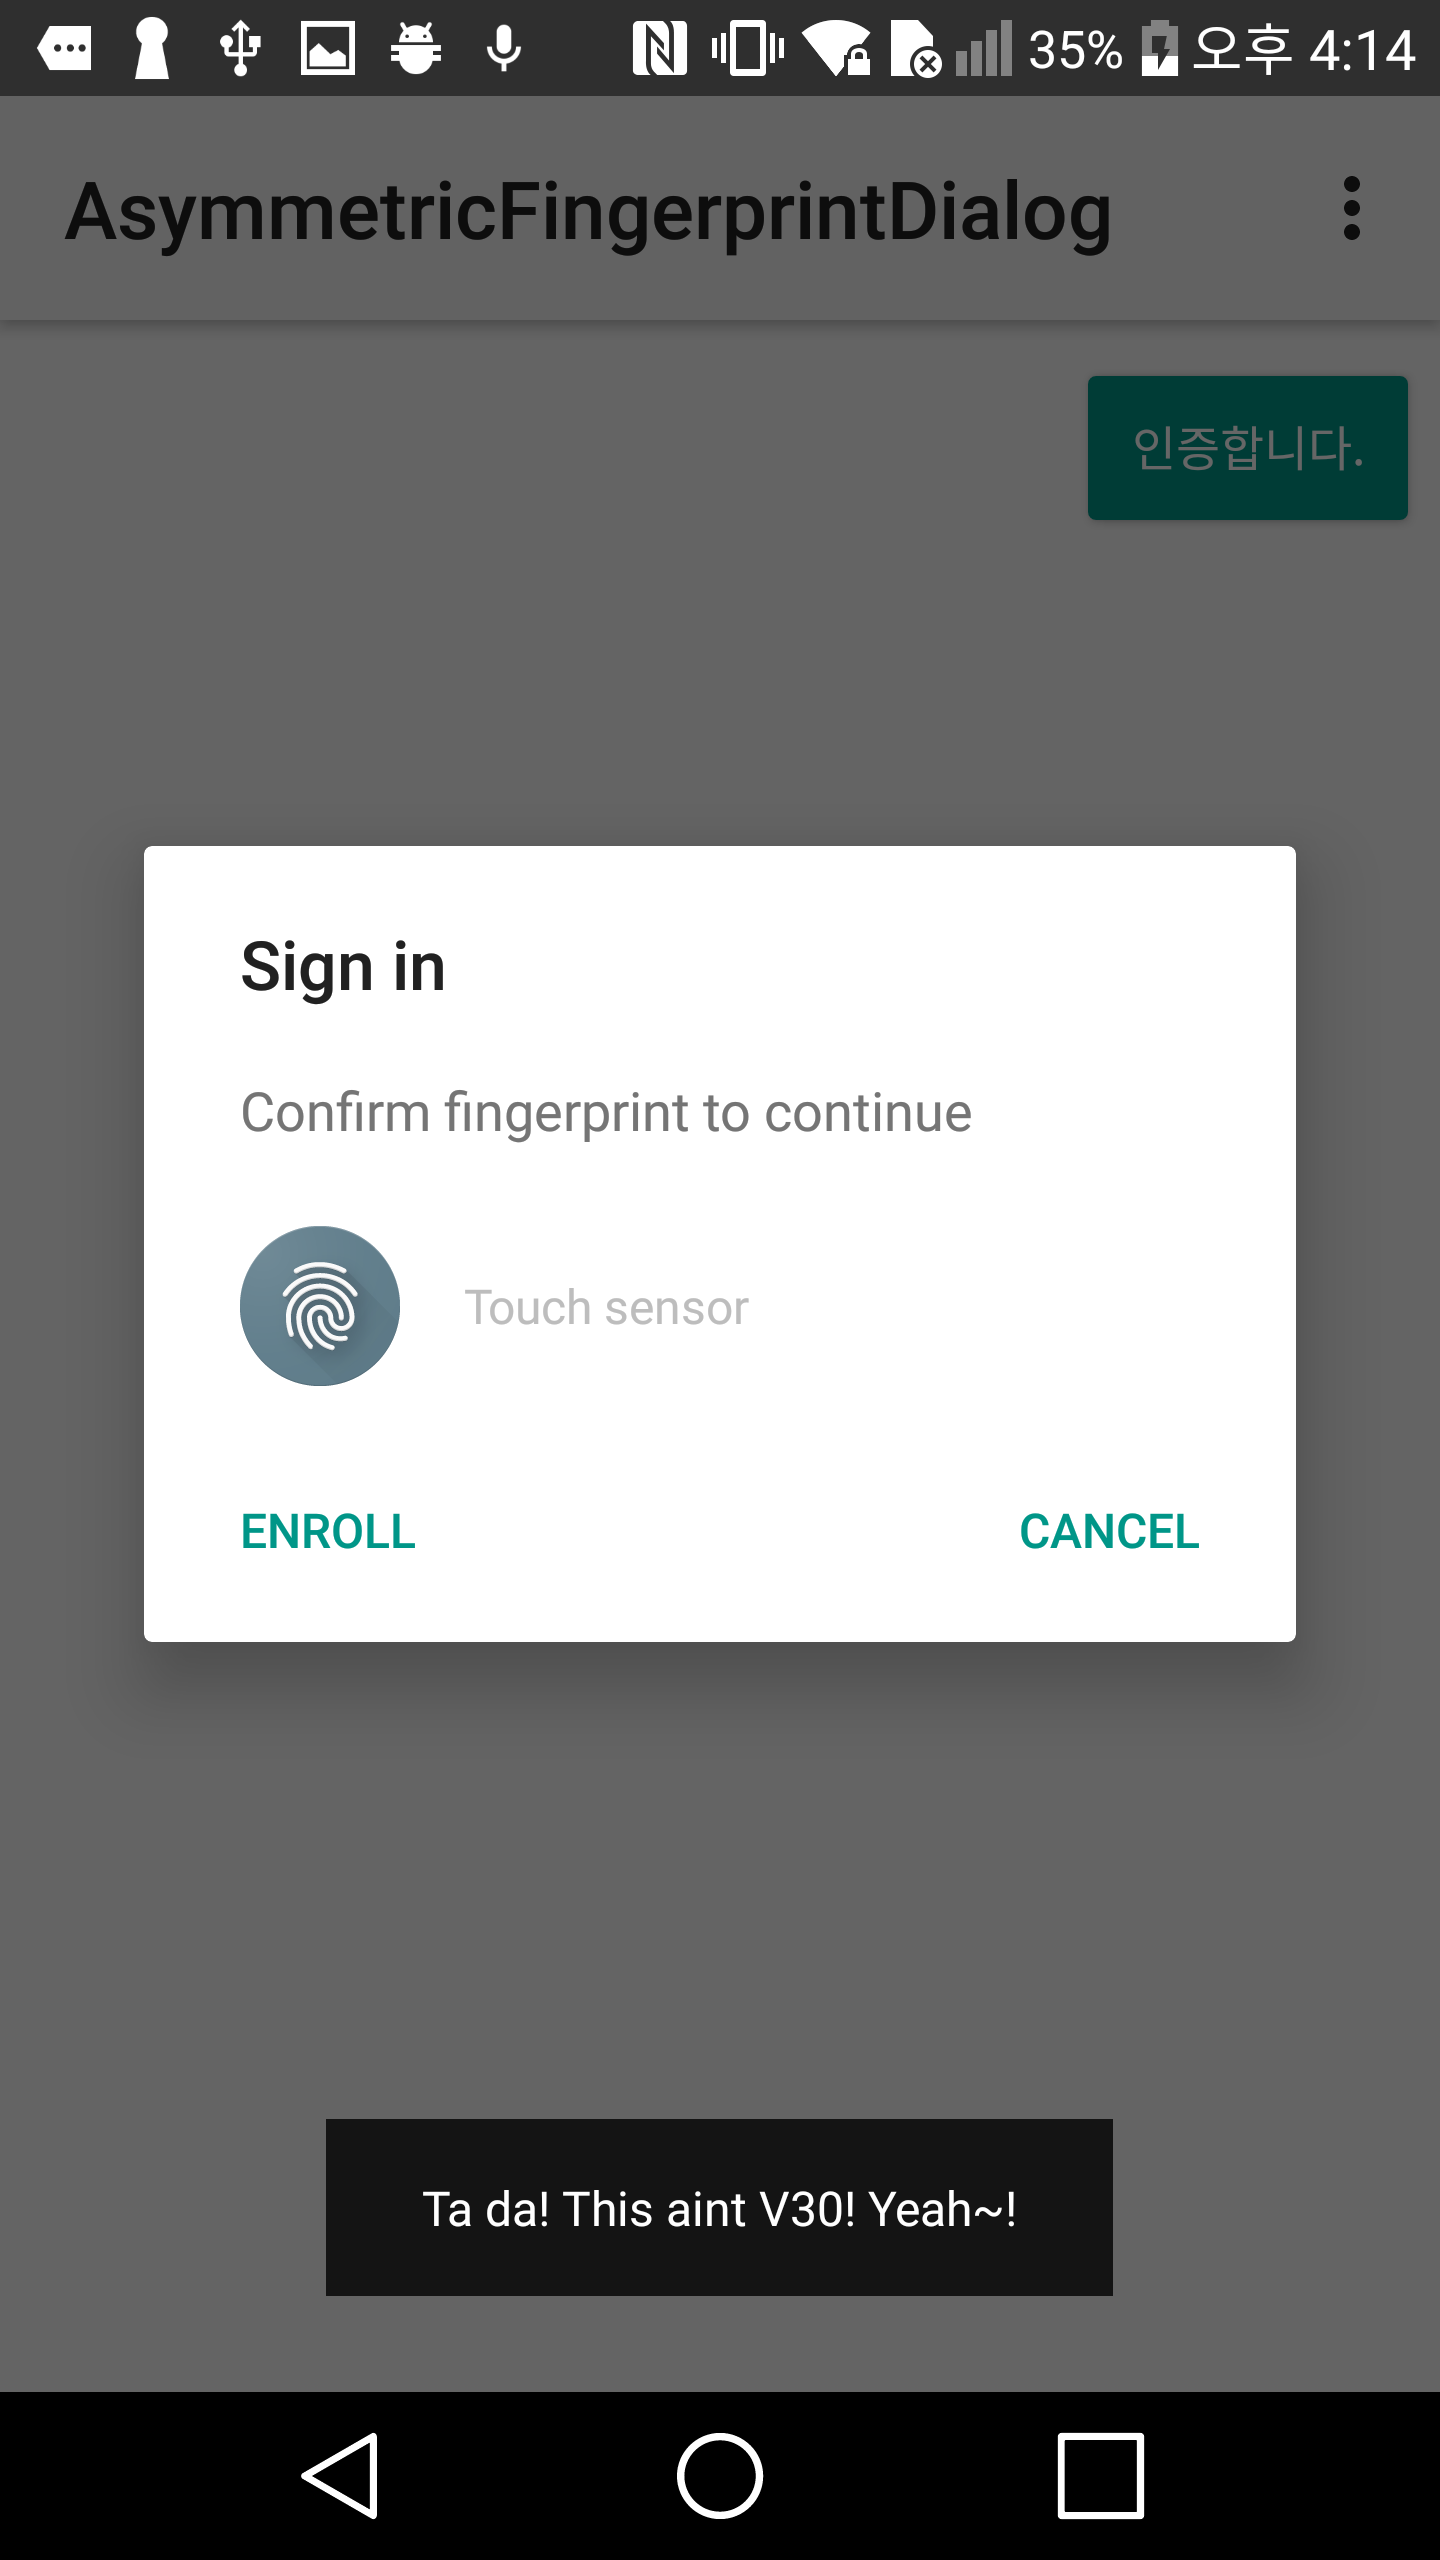 35% 오후 4:14
AsymmetricFingerprintDialog
인증합니다.
Sign in
Confirm fingerprint to continue
Touch sensor
ENROLL CANCEL
Ta da! This aint V30! Yeah~!